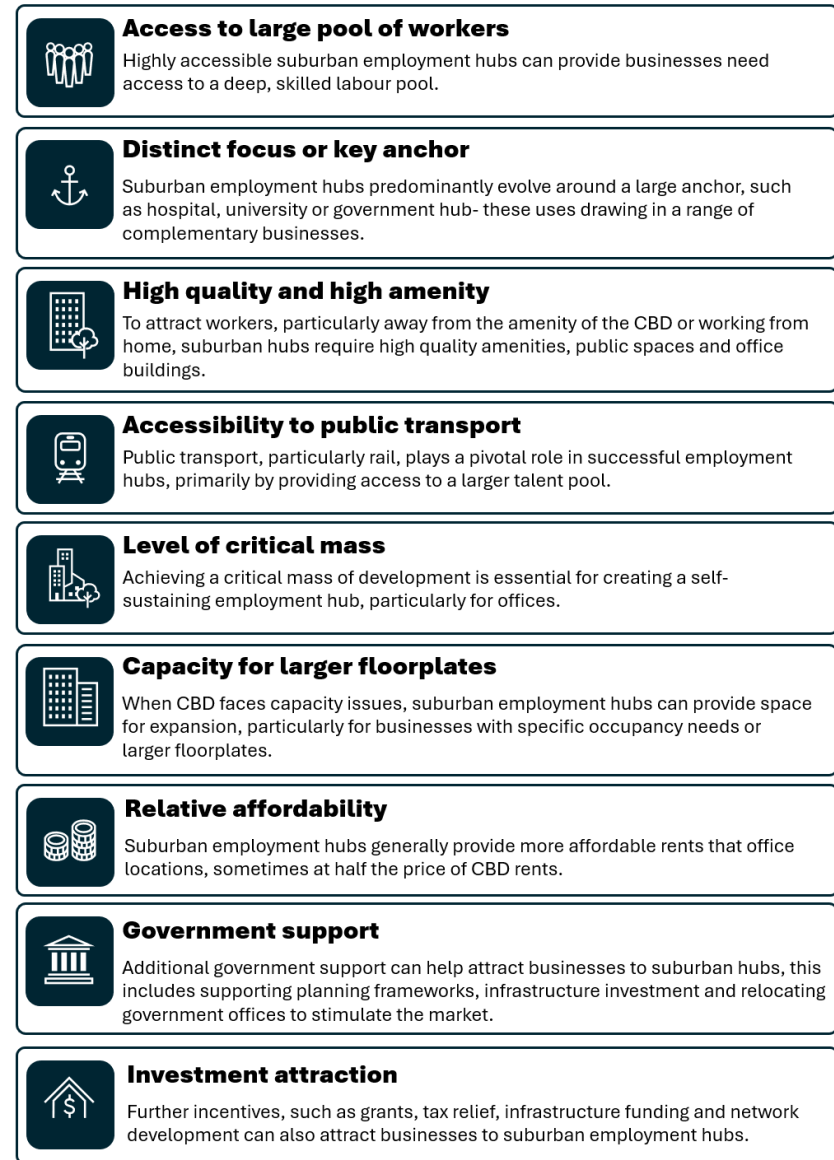 Access to large pool of workers
Highly accessible suburban employment hubs can provide businesses need
access to a deep, skilled labour pool.
Distinct focus or key anchor
Suburban employment hubs predominantly evolve around a large anchor, such
as hospital, university or government hub- these uses drawing in a range of
complementary businesses.
High quality and high amenity
To attract workers, particularly away from the amenity of the CBD or working from
home, suburban hubs require high quality amenities, public spaces and office
buildings.
Accessibility to public transport
Public transport, particularly rail, plays a pivotal role in successful employment
hubs, primarily by providing access to a larger talent pool.
Level of critical mass
Achieving a critical mass of development is essential for creating a self-
sustaining employment hub, particularly for offices.
Capacity for larger floorplates
When CBD faces capacity issues, suburban employment hubs can provide space
for expansion, particularly for businesses with specific occupancy needs or
larger floorplates.
Relative affordability
Suburban employment hubs generally provide more affordable rents that office
locations, sometimes at half the price of CBD rents.
Government support
Additional government support can help attract businesses to suburban hubs, this
includes supporting planning frameworks, infrastructure investment and relocating
government offices to stimulate the market.
Investment attraction
Further incentives, such as grants, tax relief, infrastructure funding and network
development can also attract businesses to suburban employment hubs.